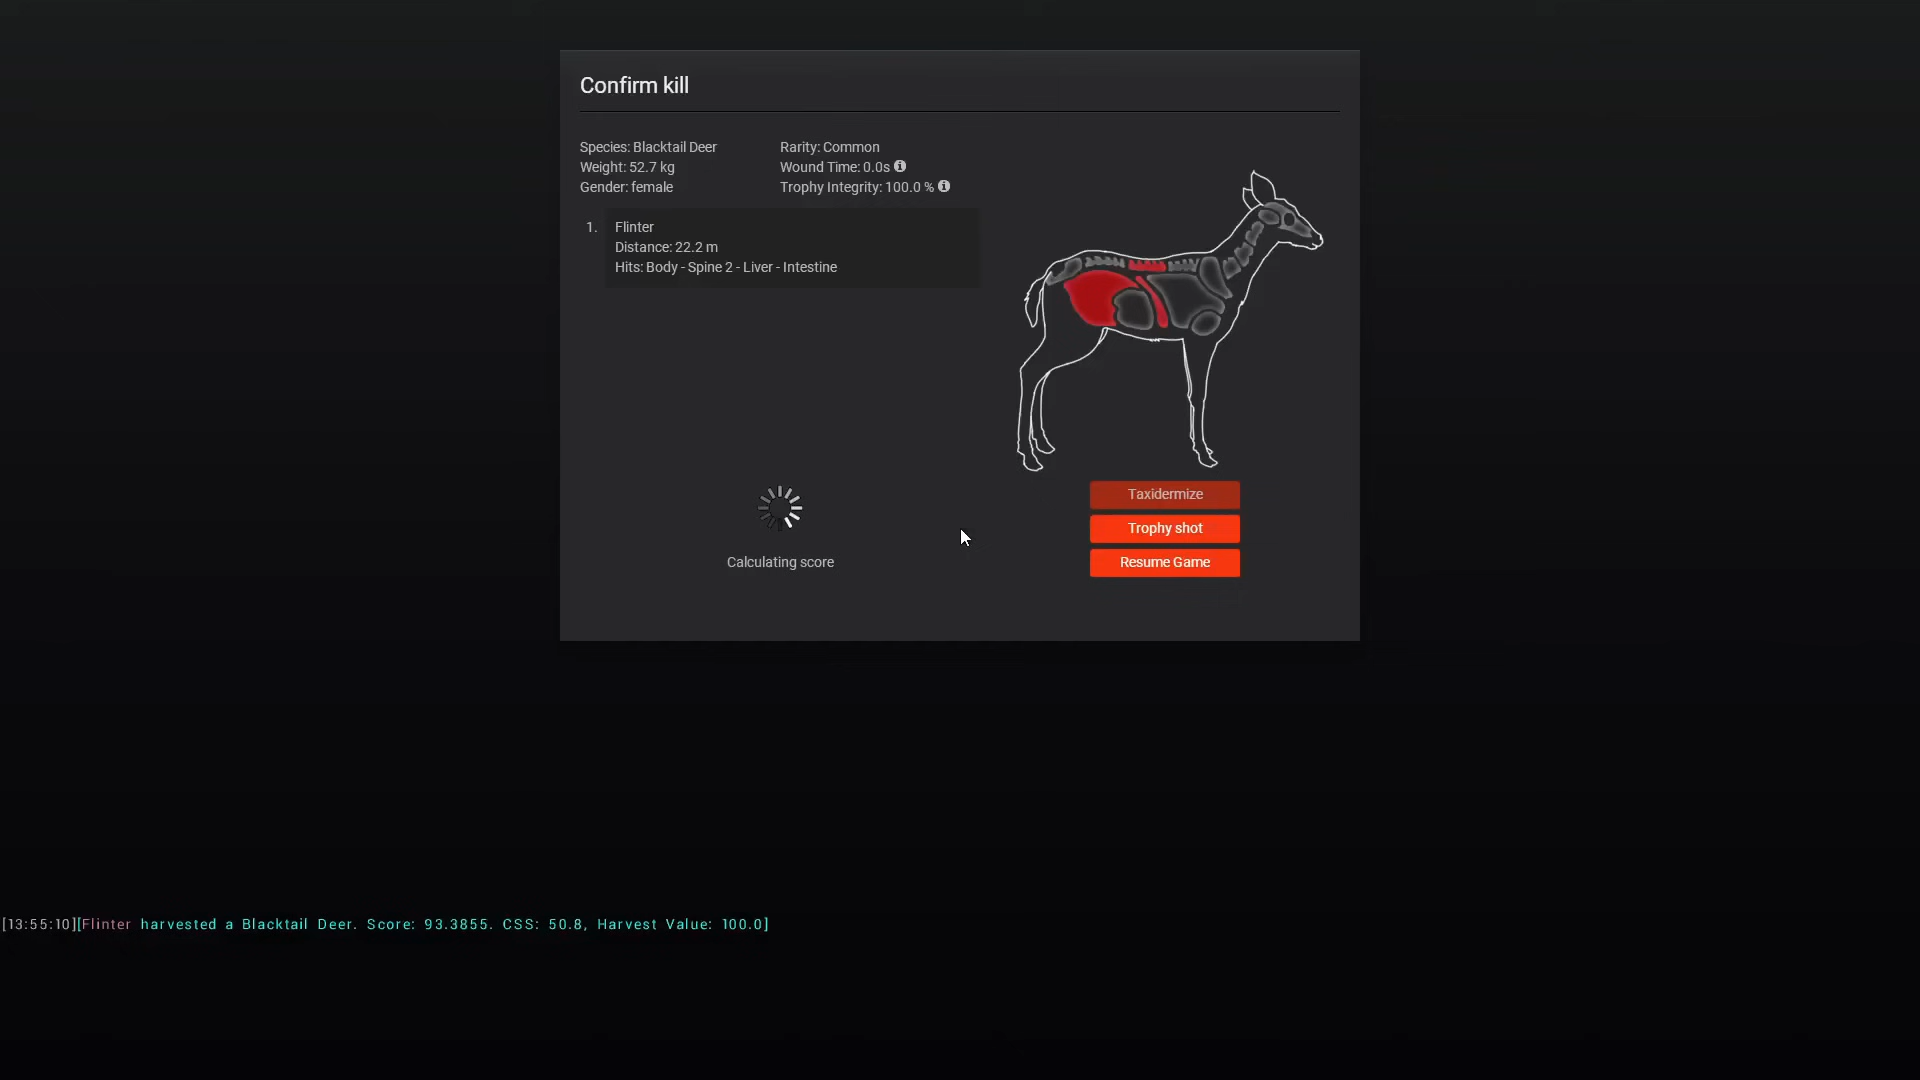 Confirm kill
Species: Blacktail Deer
Rarity: Common
Weight: 52.7 kg
Wound Time: 0.0s
Gender: female
Trophy Integrity: 100.0 %
1.
Flinter
Distance: 22.2 m
Hits: Body - Spine 2 - Liver - Intestine
Calculating score
Taxidermize
Trophy shot
Resume Game
[13:55:10][Flinter harvested a Blacktail Deer. Score: 93.3855. CSS: 50.8, Harvest Value: 100.0]